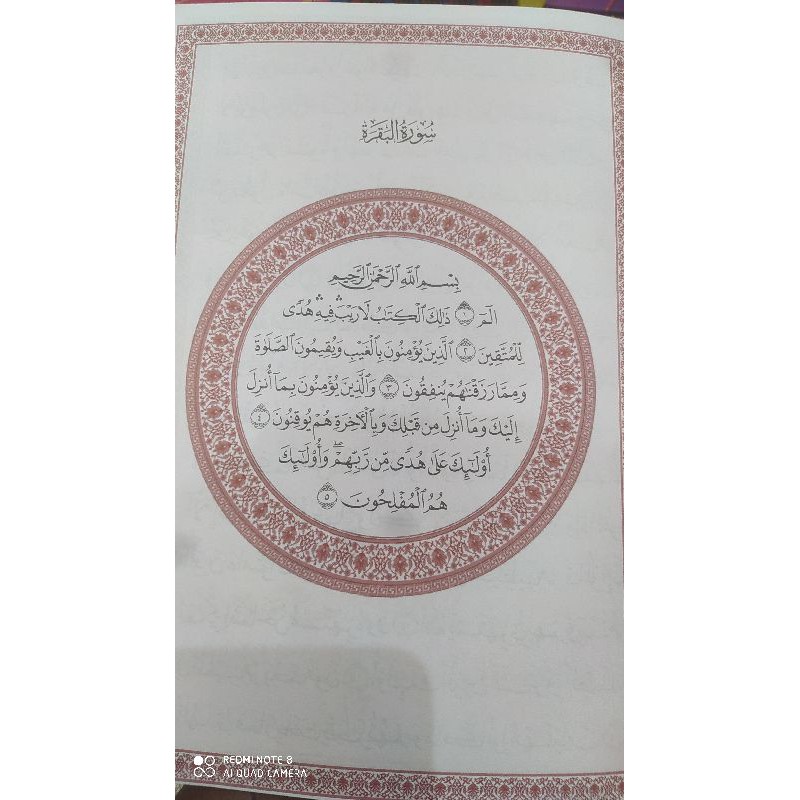 سُورَةُ البَقَرَةِ
بِسْمِ ٱللَّهِ ٱلرَّحْمَٰنِ ٱلرَّحِيمِ
الٓمٓ ١ ذَٰلِكَ ٱلْكِتَٰبُ لَا رَيْبَ ۛ فِيهِ ۛ هُدًى
لِّلْمُتَّقِينَ ٢ ٱلَّذِينَ يُؤْمِنُونَ بِٱلْغَيْبِ وَيُقِيمُونَ ٱلصَّلَوٰةَ
وَمِمَّا رَزَقْنَٰهُمْ يُنفِقُونَ ٣ وَٱلَّذِينَ يُؤْمِنُونَ بِمَآ أُنزِلَ
إِلَيْكَ وَمَآ أُنزِلَ مِن قَبْلِكَ وَبِٱلْءَاخِرَةِ هُمْ يُوقِنُونَ ٤
أُو۟لَٰٓئِكَ عَلَىٰ هُدًى مِّن رَّبِّهِمْ ۖ وَأُو۟لَٰٓئِكَ
هُمُ ٱلْمُفْلِحُونَ ٥
REDMI NOTE 8
AI QUAD CAMERA